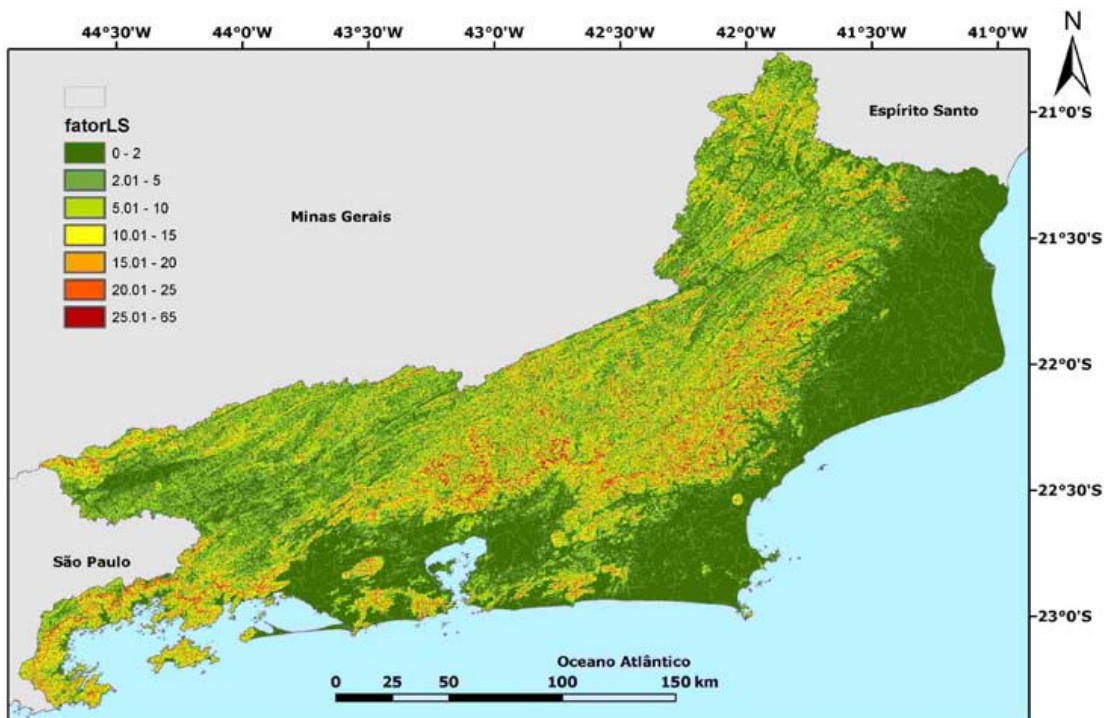 44°30'W 44°0'W 43°30'W 43°0'W 42°30'W 42°0'W 41°30'W 41°0'W
N
fatorLS
0 - 2
2.01 - 5
5.01 - 10
10.01 - 15
15.01 - 20
20.01 - 25
25.01 - 65
Espírito Santo
Minas Gerais
São Paulo
21°0'S
21°30'S
22°0'S
22°30'S
23°0'S
Oceano Atlântico
0 25 50 100 150 km